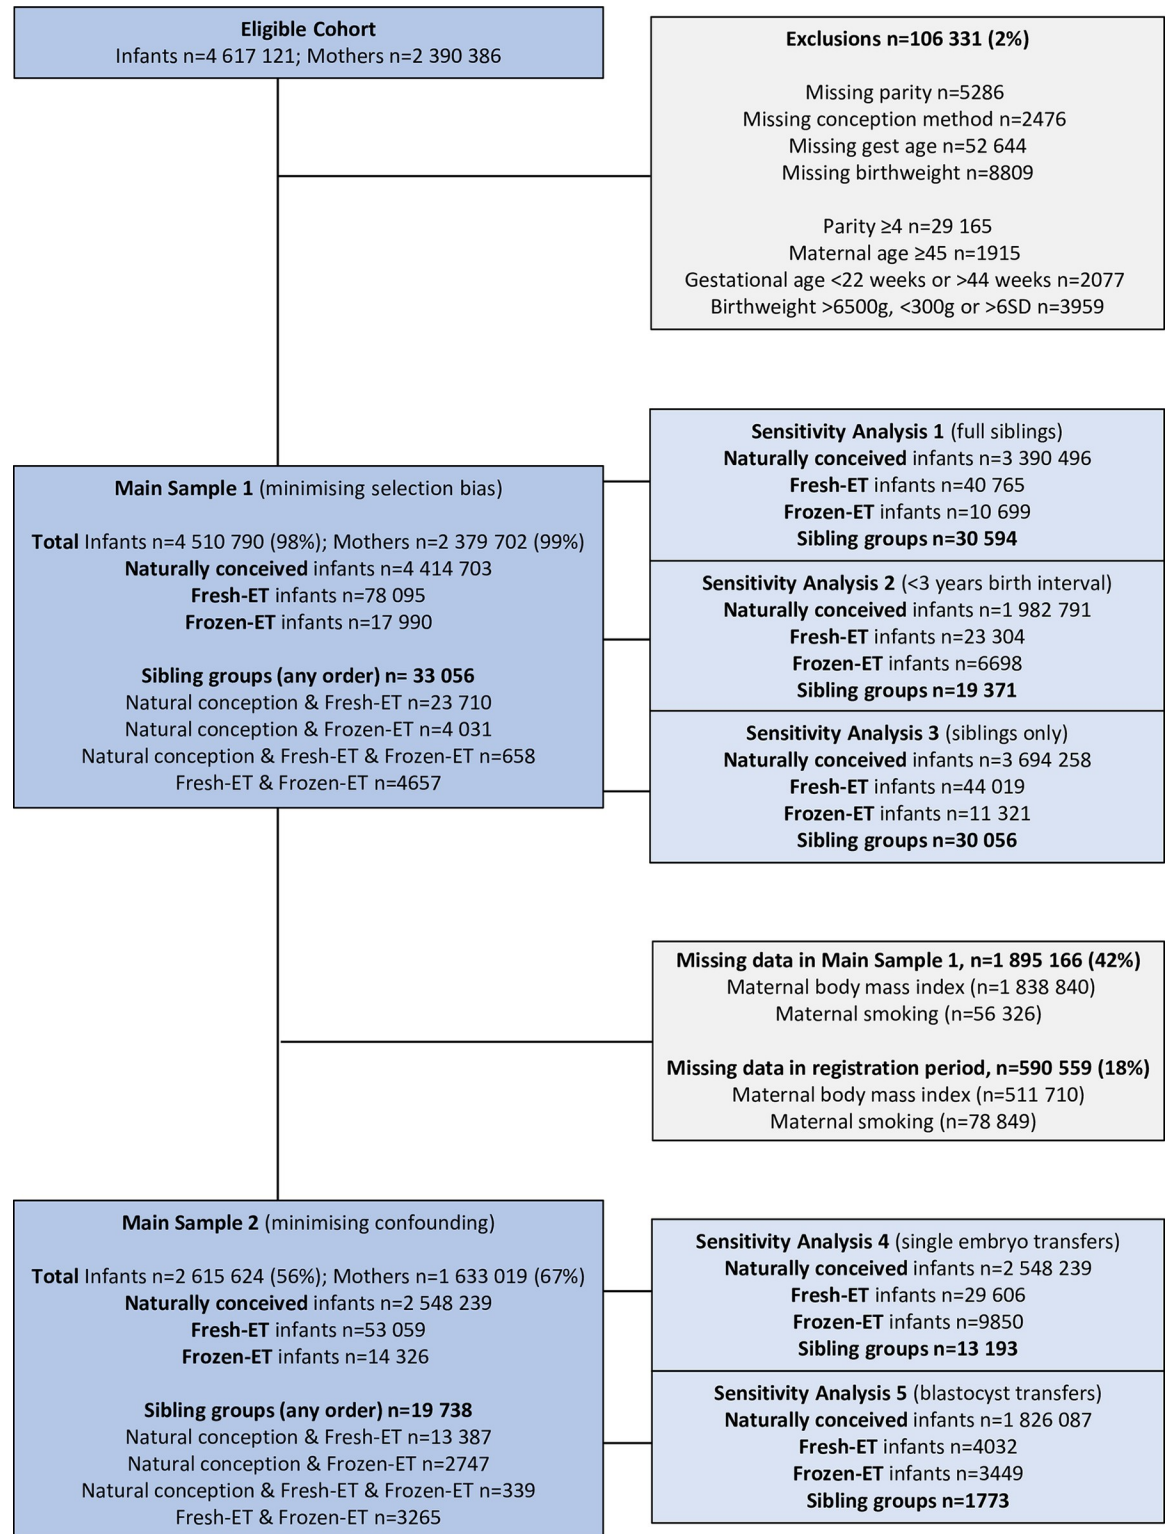 Eligible Cohort
Infants n=4 617 121; Mothers n=2 390 386
Exclusions n=106 331 (2%)
Missing parity n=5286
Missing conception method n=2476
Missing gest age n=52 644
Missing birthweight n=8809
Parity ≥4 n=29 165
Maternal age ≥45 n=1915
Gestational age <22 weeks or >44 weeks n=2077
Birthweight >6500g, <300g or >6SD n=3959
Main Sample 1 (minimising selection bias)
Total Infants n=4 510 790 (98%); Mothers n=2 379 702 (99%)
Naturally conceived infants n=4 414 703
Fresh-ET infants n=78 095
Frozen-ET infants n=17 990
Sibling groups (any order) n= 33 056
Natural conception & Fresh-ET n=23 710
Natural conception & Frozen-ET n=4 031
Natural conception & Fresh-ET & Frozen-ET n=658
Fresh-ET & Frozen-ET n=4657
Sensitivity Analysis 1 (full siblings)
Naturally conceived infants n=3 390 496
Fresh-ET infants n=40 765
Frozen-ET infants n=10 699
Sibling groups n=30 594
Sensitivity Analysis 2 (<3 years birth interval)
Naturally conceived infants n=1 982 791
Fresh-ET infants n=23 304
Frozen-ET infants n=6698
Sibling groups n=19 371
Sensitivity Analysis 3 (siblings only)
Naturally conceived infants n=3 694 258
Fresh-ET infants n=44 019
Frozen-ET infants n=11 321
Sibling groups n=30 056
Missing data in Main Sample 1, n=1 895 166 (42%)
Maternal body mass index (n=1 838 840)
Maternal smoking (n=56 326)
Missing data in registration period, n=590 559 (18%)
Maternal body mass index (n=511 710)
Maternal smoking (n=78 849)
Main Sample 2 (minimising confounding)
Total Infants n=2 615 624 (56%); Mothers n=1 633 019 (67%)
Naturally conceived infants n=2 548 239
Fresh-ET infants n=53 059
Frozen-ET infants n=14 326
Sibling groups (any order) n=19 738
Natural conception & Fresh-ET n=13 387
Natural conception & Frozen-ET n=2747
Natural conception & Fresh-ET & Frozen-ET n=339
Fresh-ET & Frozen-ET n=3265
Sensitivity Analysis 4 (single embryo transfers)
Naturally conceived infants n=2 548 239
Fresh-ET infants n=29 606
Frozen-ET infants n=9850
Sibling groups n=13 193
Sensitivity Analysis 5 (blastocyst transfers)
Naturally conceived infants n=1 826 087
Fresh-ET infants n=4032
Frozen-ET infants n=3449
Sibling groups n=1773